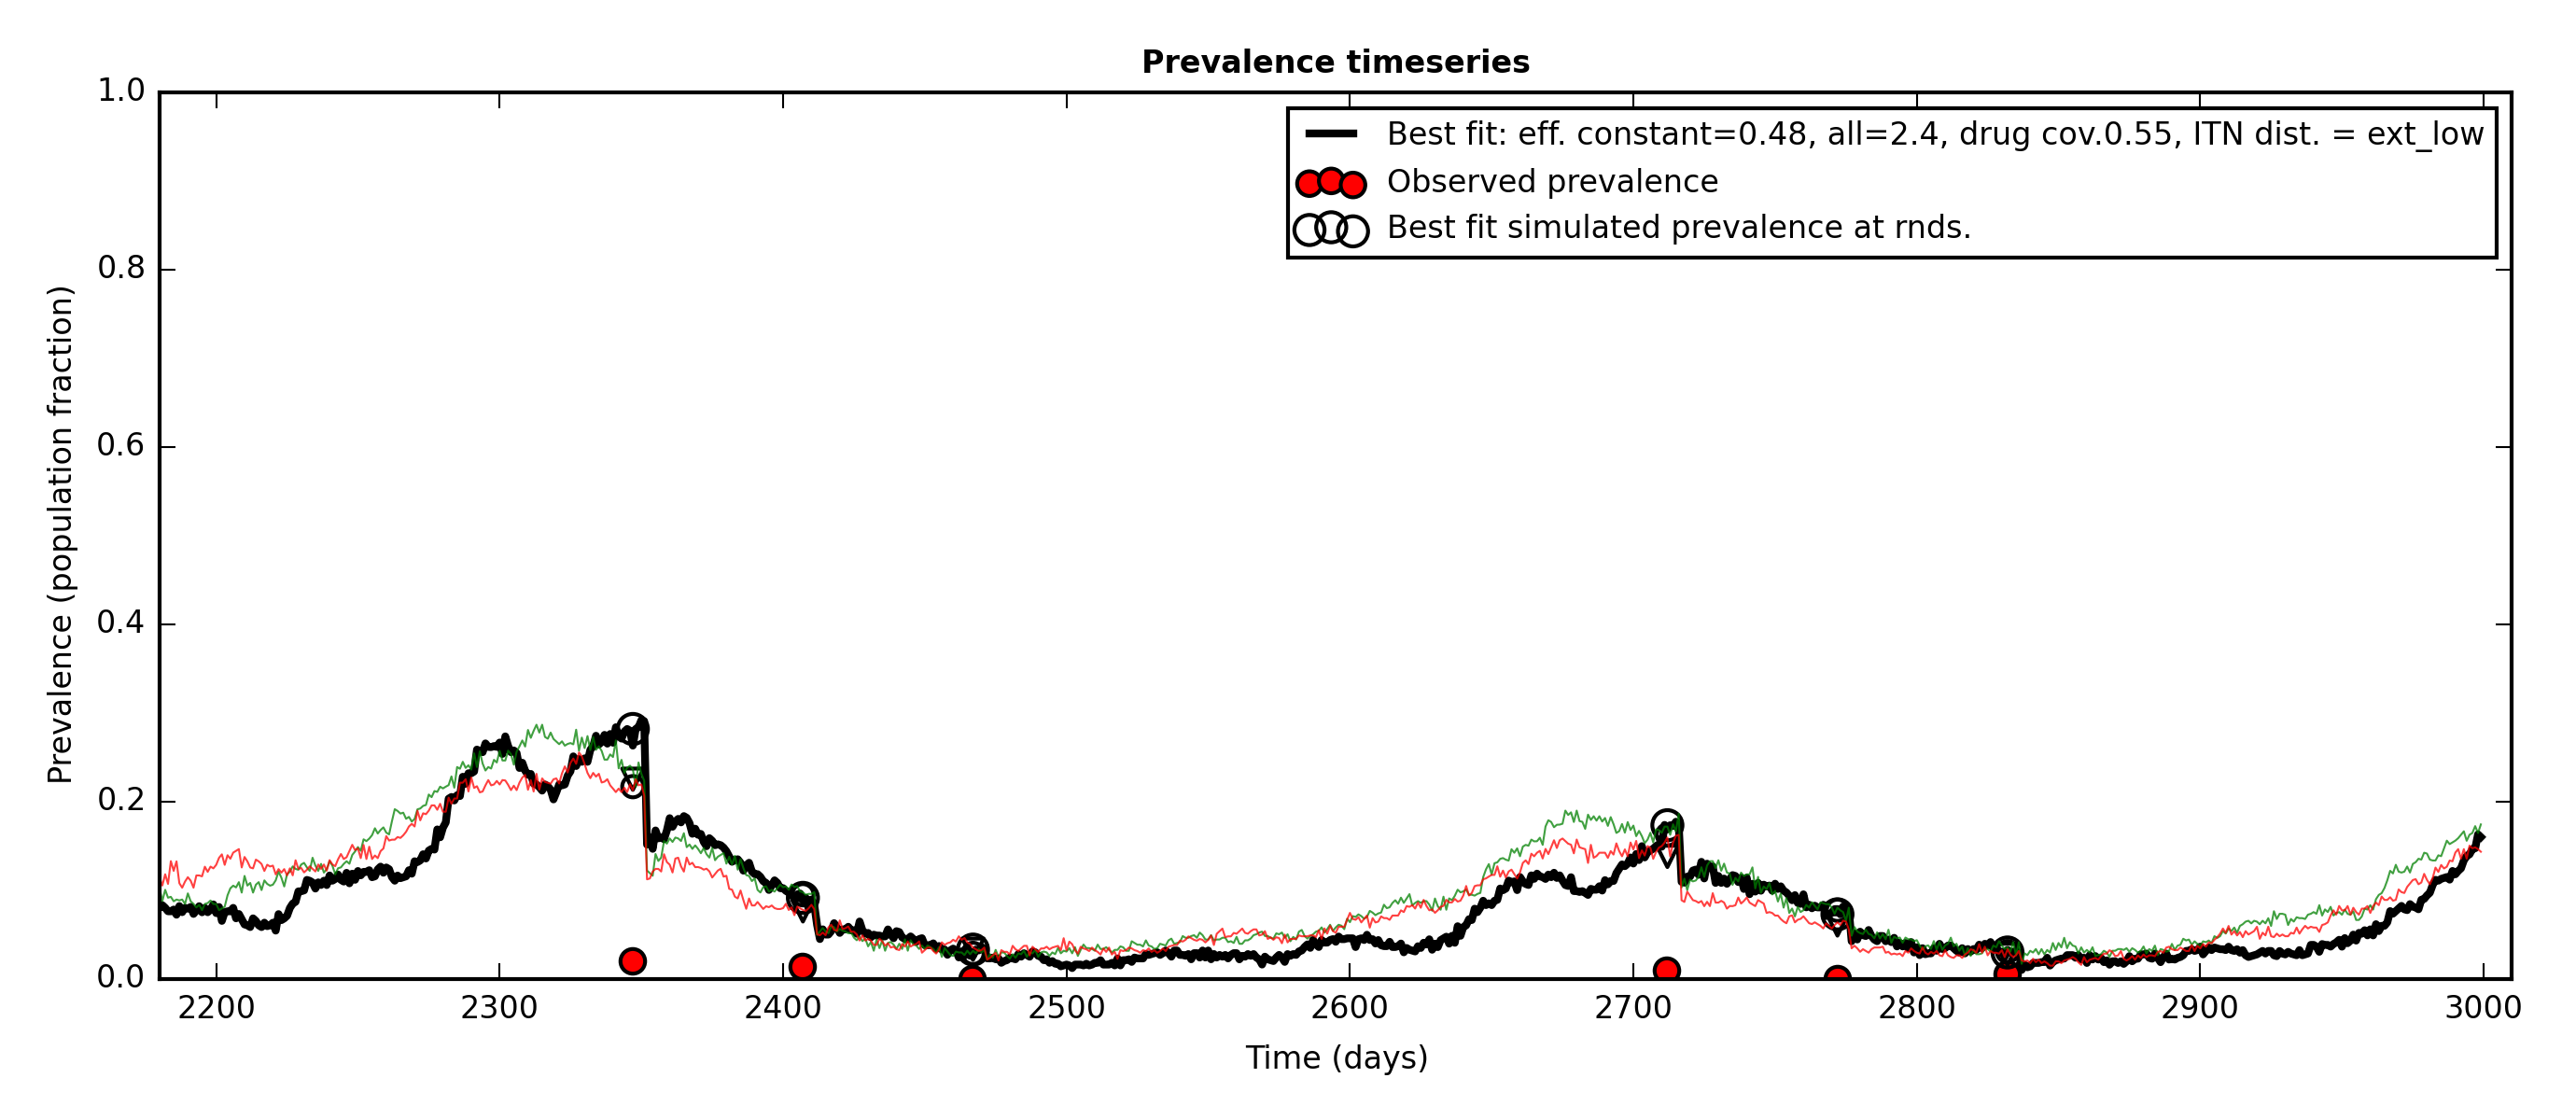 Prevalence timeseries
1.0
0.8
0.6
0.4
0.2
0.0
Prevalence (population fraction)
Best fit: eff. constant=0.48, all=2.4, drug cov.0.55, ITN dist. = ext_low
Observed prevalence
Best fit simulated prevalence at rnds.
2200 2300 2400 2500 2600 2700 2800 2900 3000
Time (days)